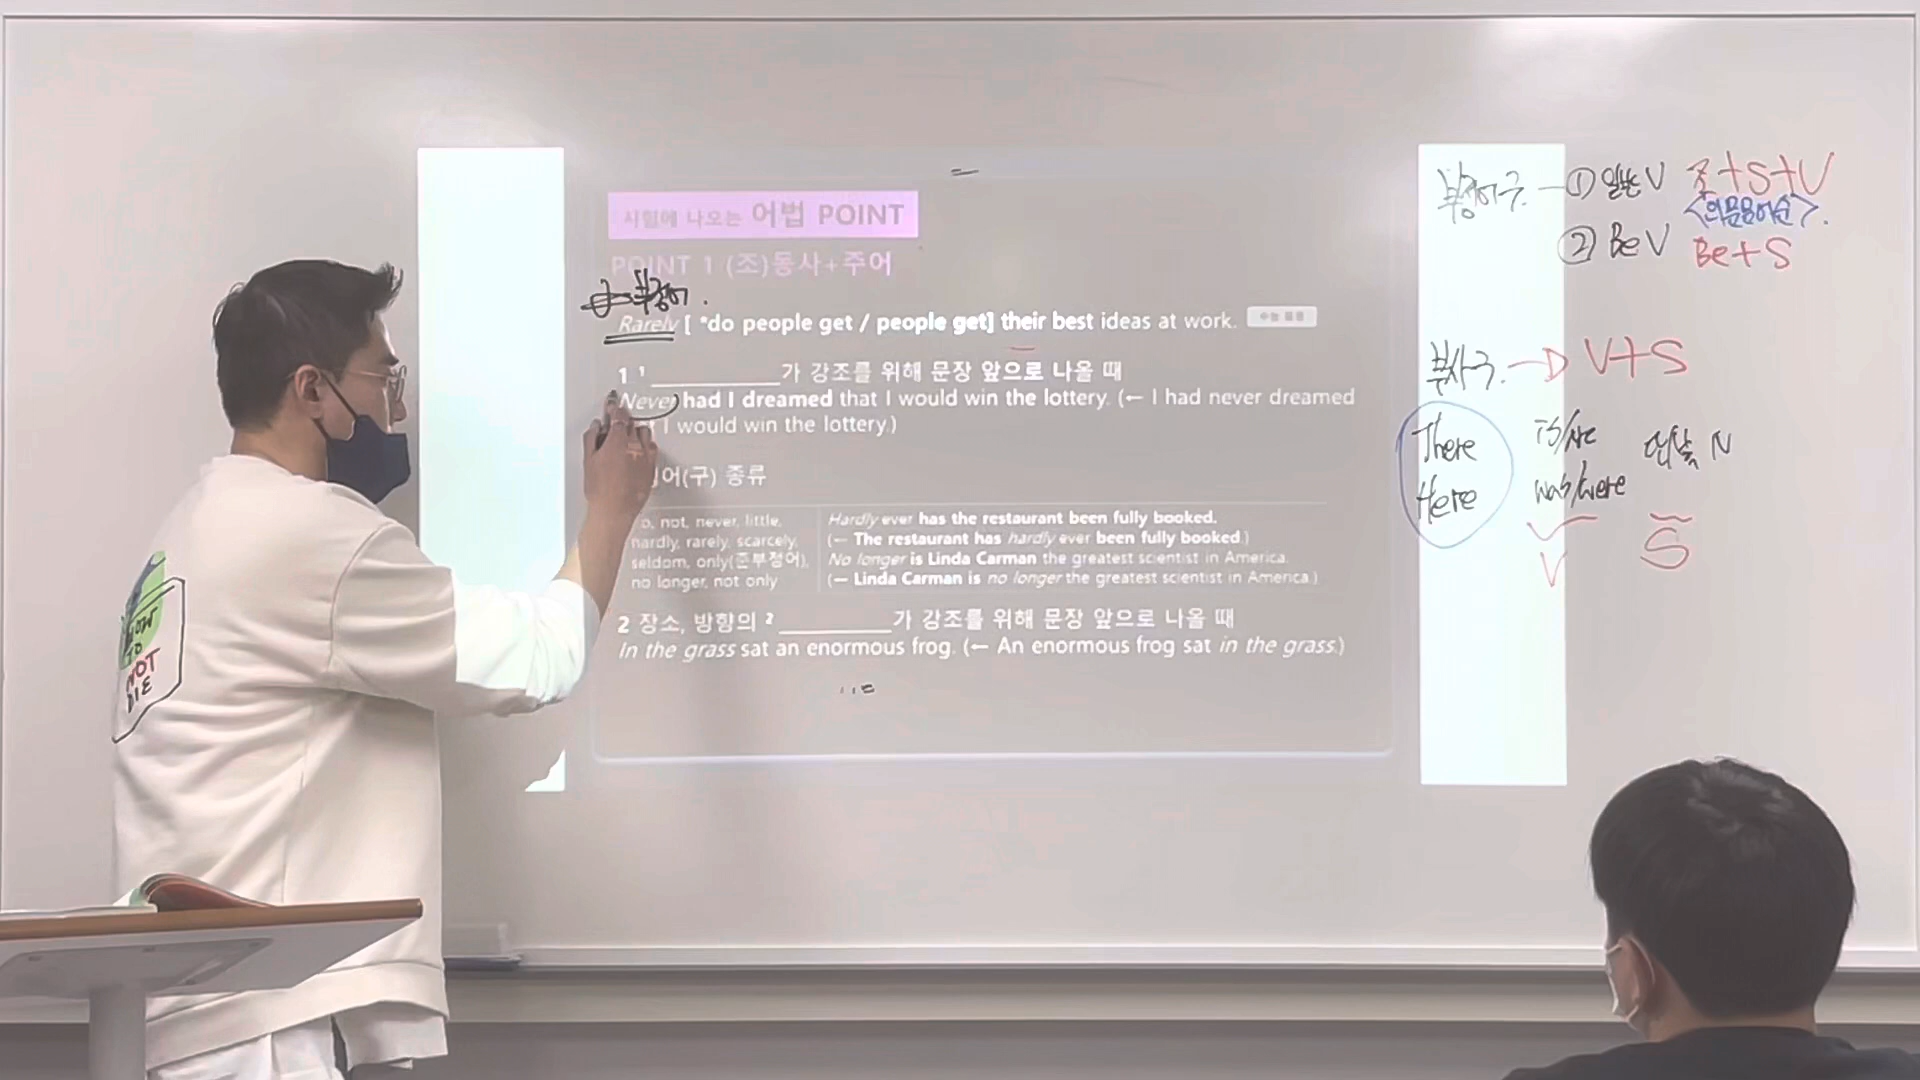 시험에 나오는 어법 POINT
POINT 1 (조)동사+주어
부정어.
Rarely [ *do people get / people get] their best ideas at work.
1 ¹ __________가 강조를 위해 문장 앞으로 나올 때
Never had I dreamed that I would win the lottery. (← I had never dreamed
I would win the lottery.)
어(구) 종류
no, not, never, little,
hardly, rarely, scarcely,
seldom, only(준부정어),
no longer, not only
Hardly ever has the restaurant been fully booked.
(← The restaurant has hardly ever been fully booked.)
No longer is Linda Carman the greatest scientist in America.
(← Linda Carman is no longer the greatest scientist in America.)
2 장소, 방향의 ² __________가 강조를 위해 문장 앞으로 나올 때
In the grass sat an enormous frog. (← An enormous frog sat in the grass.)
부정어구. ① 일반V 조+S+V
<의문문어순>.
② Be V Be+S
부사구. → V+S
There is/are 단/복 N
Here was/were
V S
HOW
TO
NOT
DIE